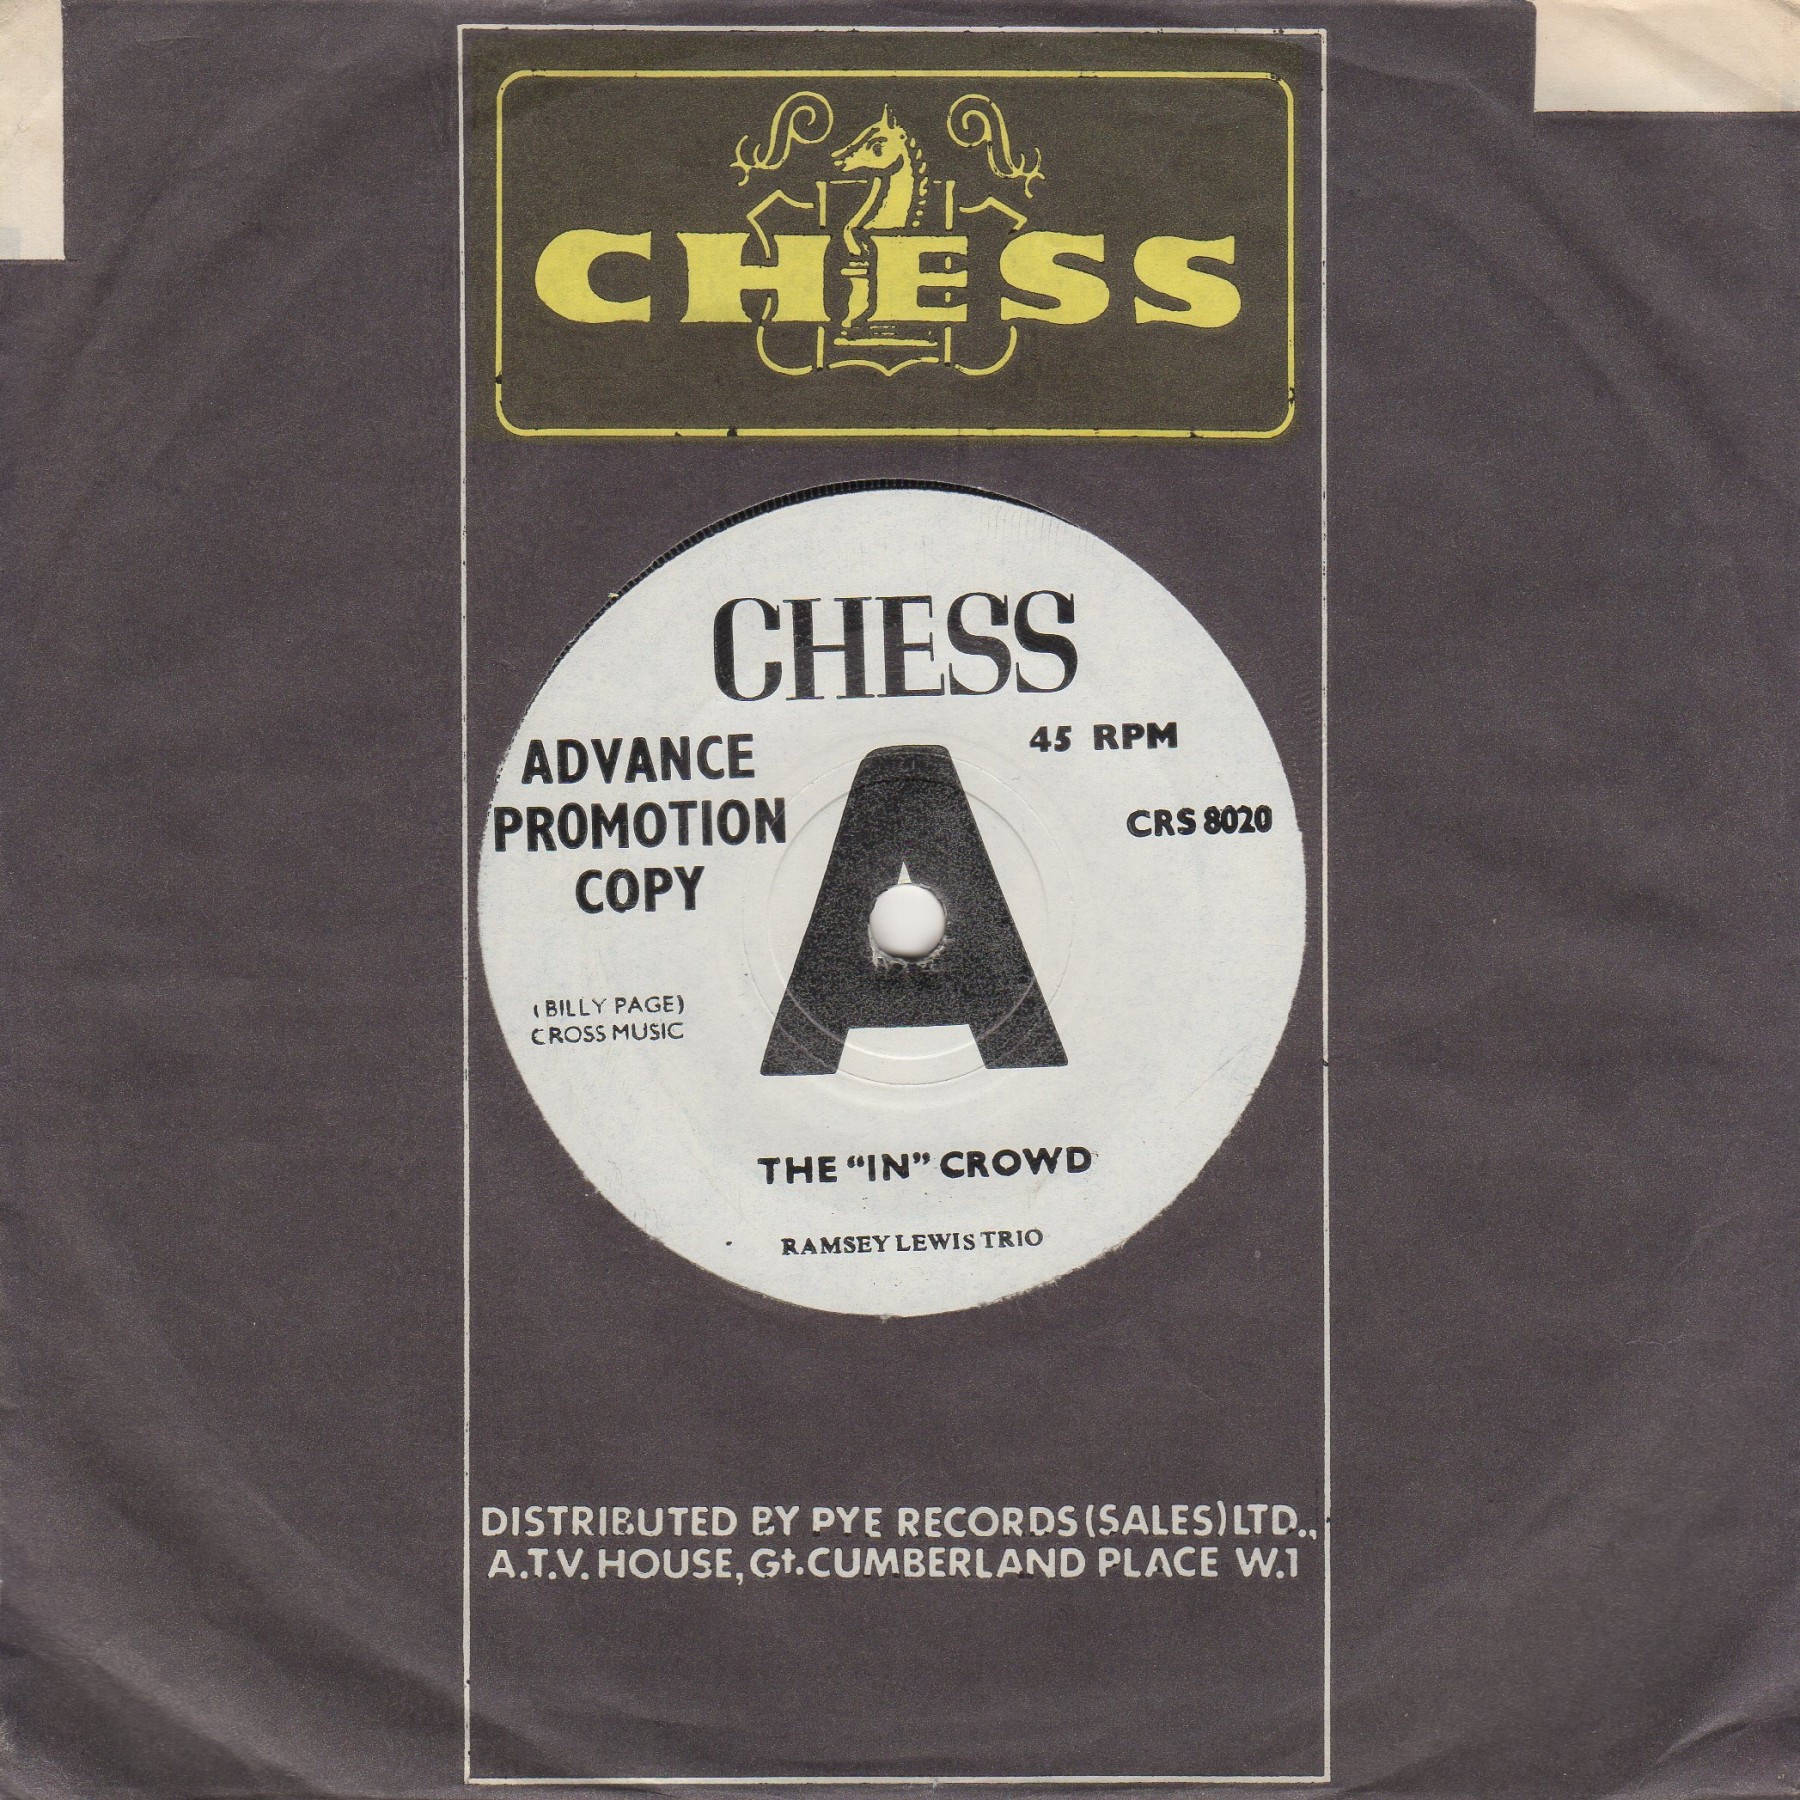 CHESS
CHESS
ADVANCE
PROMOTION
COPY
45 RPM
CRS 8020
A
(BILLY PAGE)
CROSS MUSIC
THE “IN” CROWD
RAMSEY LEWIS TRIO
DISTRIBUTED BY PYE RECORDS (SALES) LTD.,
A.T.V. HOUSE, Gt. CUMBERLAND PLACE W.1